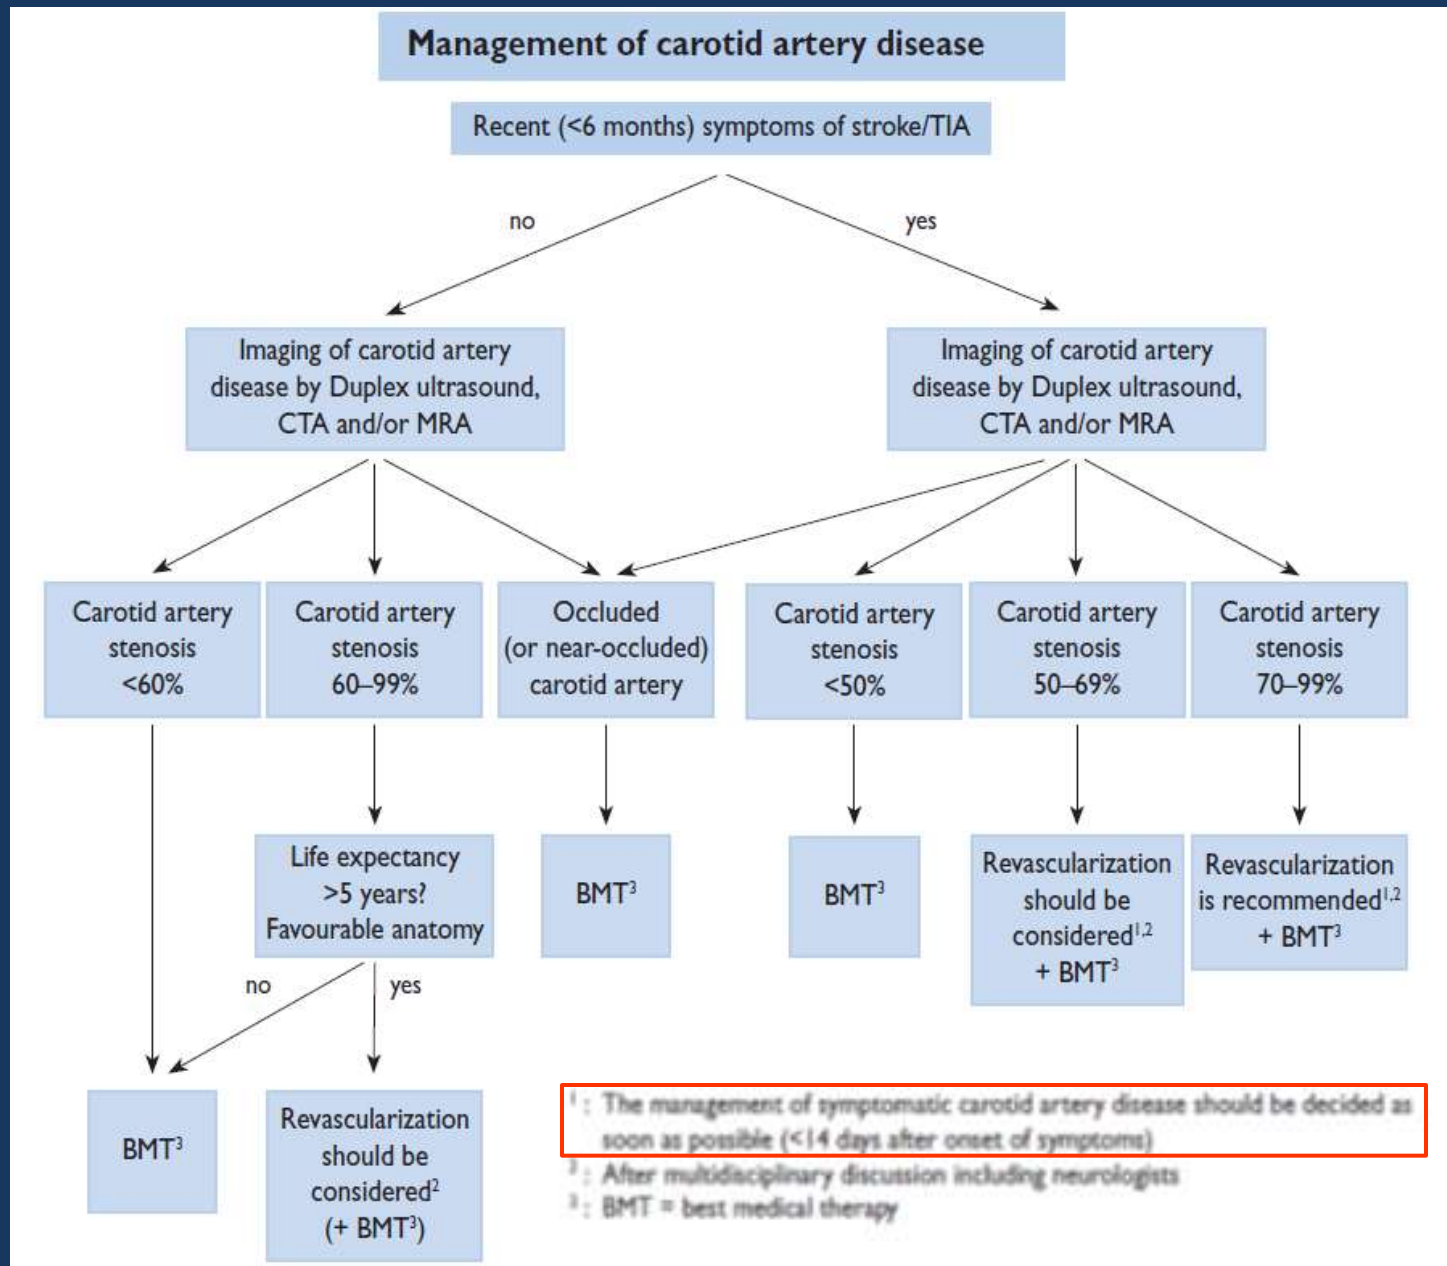 Management of carotid artery disease
Recent (<6 months) symptoms of stroke/TIA
no
yes
Imaging of carotid artery
disease by Duplex ultrasound,
CTA and/or MRA
Imaging of carotid artery
disease by Duplex ultrasound,
CTA and/or MRA
Carotid artery
stenosis
<60%
Carotid artery
stenosis
60–99%
Occluded
(or near-occluded)
carotid artery
Carotid artery
stenosis
<50%
Carotid artery
stenosis
50–69%
Carotid artery
stenosis
70–99%
Life expectancy
>5 years?
Favourable anatomy
BMT³
BMT³
Revascularization
should be
considered¹,²
+ BMT³
Revascularization
is recommended¹,²
+ BMT³
no
yes
BMT³
Revascularization
should be
considered²
(+ BMT³)
¹ : The management of symptomatic carotid artery disease should be decided as
soon as possible (<14 days after onset of symptoms)
² : After multidisciplinary discussion including neurologists
³ : BMT = best medical therapy